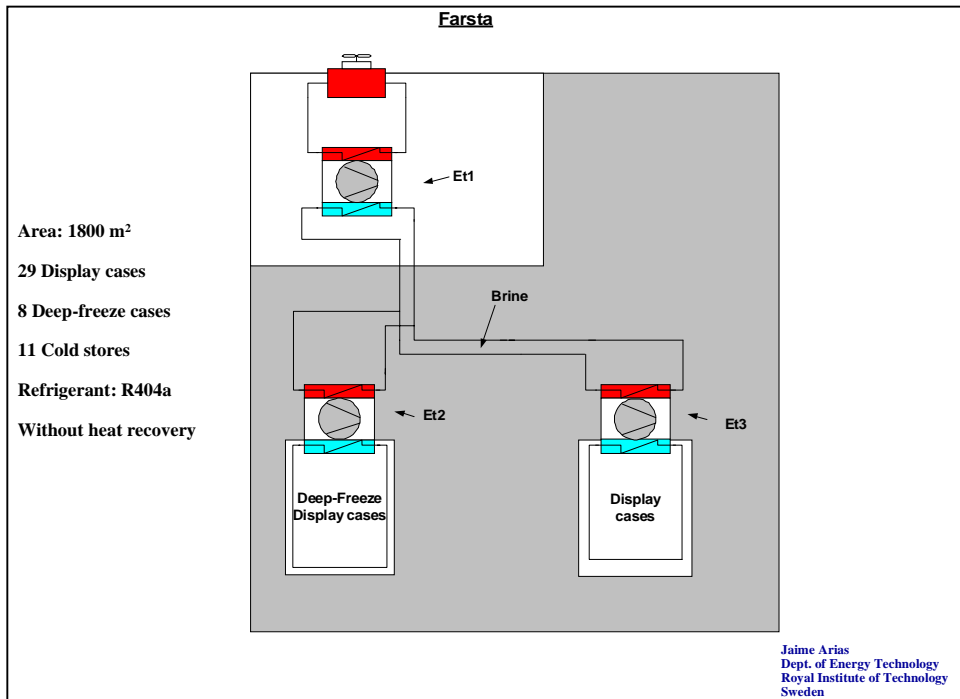 Farsta
Et1
Area: 1800 m²
29 Display cases
8 Deep-freeze cases
11 Cold stores
Refrigerant: R404a
Without heat recovery
Brine
Et2
Et3
Deep-Freeze
Display cases
Display
cases
Jaime Arias
Dept. of Energy Technology
Royal Institute of Technology
Sweden